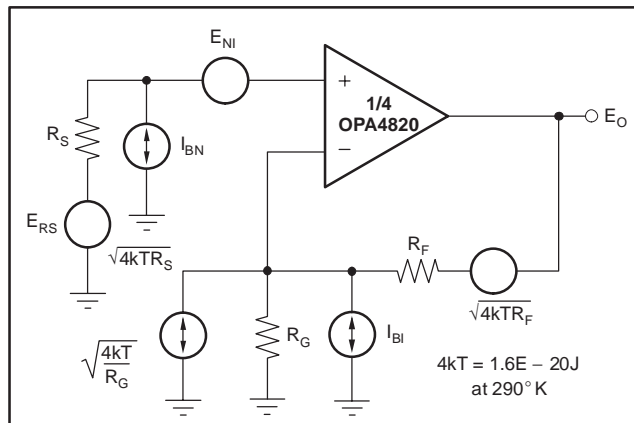 E_NI
+
1/4
OPA4820
−
E_O
R_S
I_BN
E_RS
√4kTR_S
R_F
√4kTR_F
√4kT/R_G
R_G
I_BI
4kT = 1.6E − 20J
at 290°K